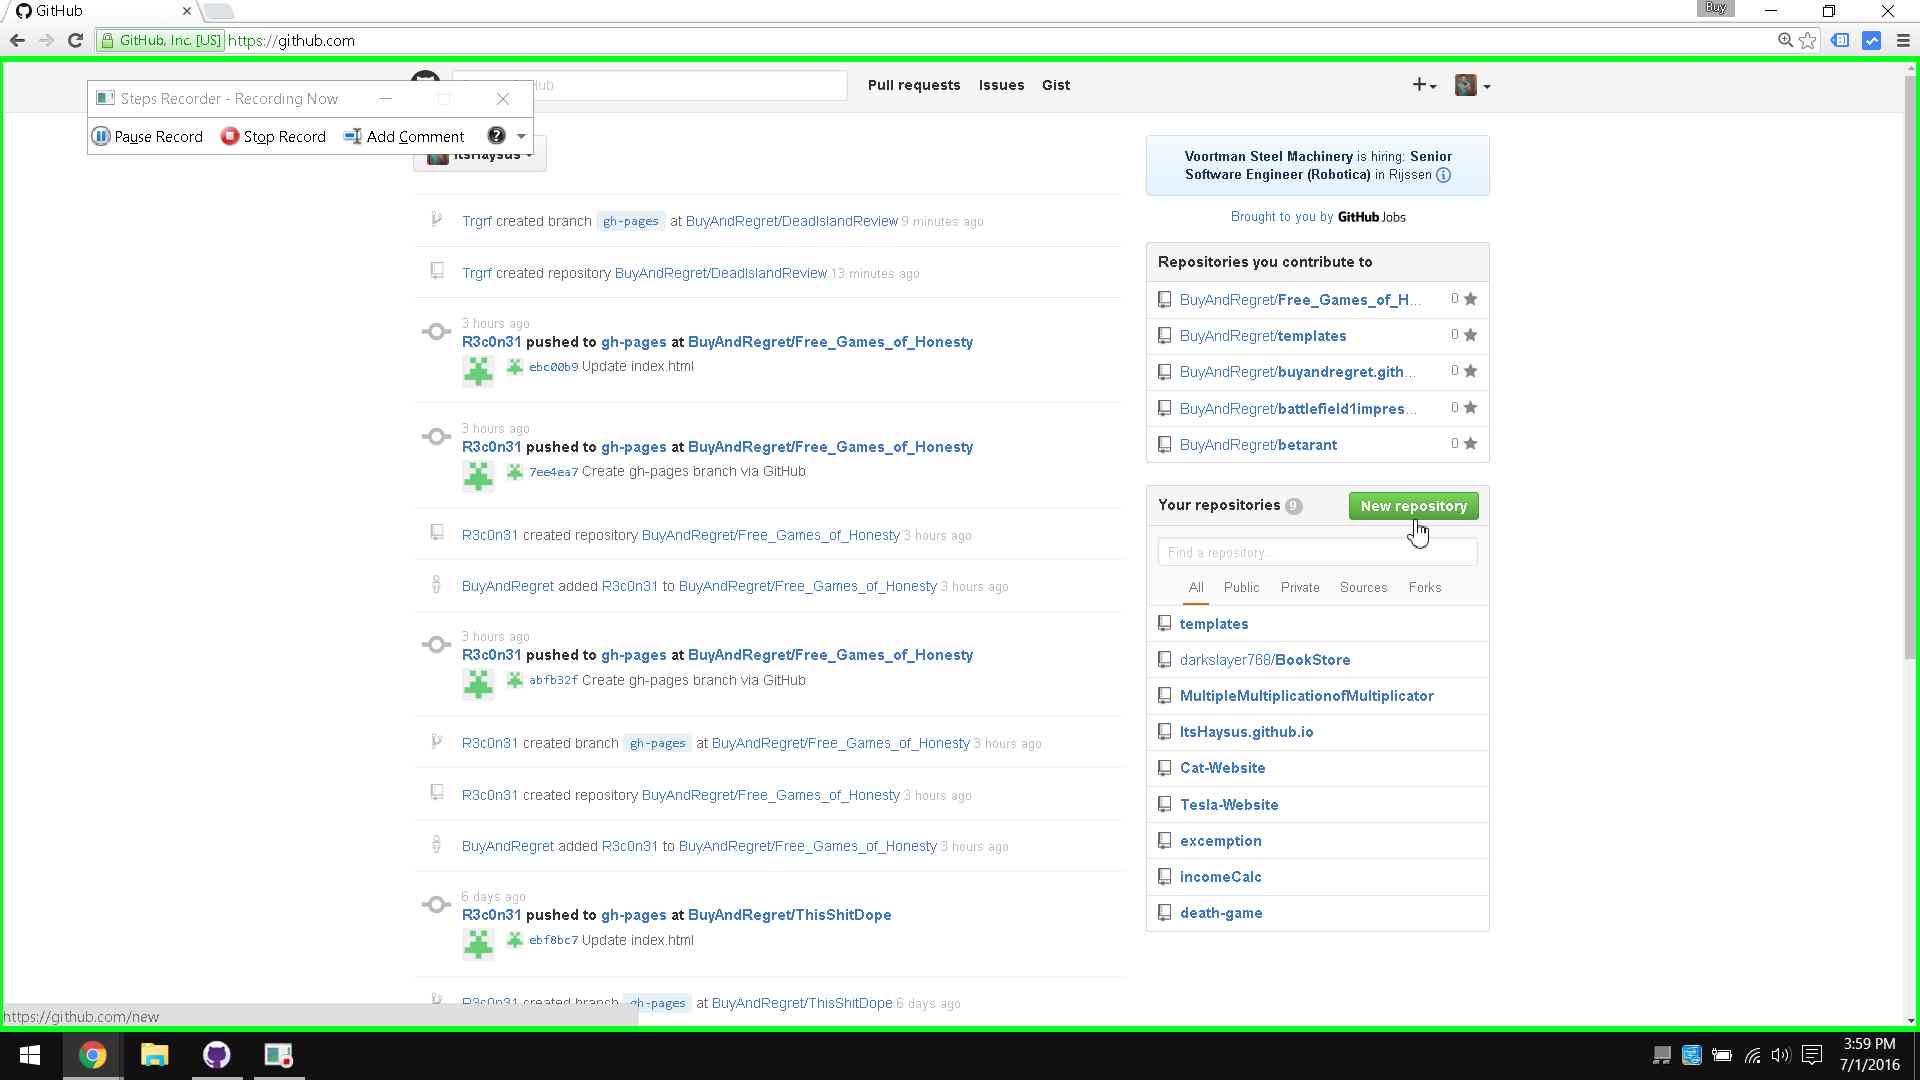 GitHub
Buy
GitHub, Inc. [US] https://github.com
Steps Recorder - Recording Now
Pause Record Stop Record Add Comment
Pull requests Issues Gist
ItsHaysus
Trgrf created branch gh-pages at BuyAndRegret/DeadIslandReview 9 minutes ago
Trgrf created repository BuyAndRegret/DeadIslandReview 13 minutes ago
3 hours ago
R3c0n31 pushed to gh-pages at BuyAndRegret/Free_Games_of_Honesty
ebc00b9 Update index.html
3 hours ago
R3c0n31 pushed to gh-pages at BuyAndRegret/Free_Games_of_Honesty
7ee4ea7 Create gh-pages branch via GitHub
R3c0n31 created repository BuyAndRegret/Free_Games_of_Honesty 3 hours ago
BuyAndRegret added R3c0n31 to BuyAndRegret/Free_Games_of_Honesty 3 hours ago
3 hours ago
R3c0n31 pushed to gh-pages at BuyAndRegret/Free_Games_of_Honesty
abfb32f Create gh-pages branch via GitHub
R3c0n31 created branch gh-pages at BuyAndRegret/Free_Games_of_Honesty 3 hours ago
R3c0n31 created repository BuyAndRegret/Free_Games_of_Honesty 3 hours ago
BuyAndRegret added R3c0n31 to BuyAndRegret/Free_Games_of_Honesty 3 hours ago
6 days ago
R3c0n31 pushed to gh-pages at BuyAndRegret/ThisShitDope
ebf8bc7 Update index.html
R3c0n31 created branch gh-pages at BuyAndRegret/ThisShitDope 6 days ago
Voortman Steel Machinery is hiring: Senior
Software Engineer (Robotica) in Rijssen
Brought to you by GitHub Jobs
Repositories you contribute to
BuyAndRegret/Free_Games_of_H... 0
BuyAndRegret/templates 0
BuyAndRegret/buyandregret.gith... 0
BuyAndRegret/battlefield1impres... 0
BuyAndRegret/betarant 0
Your repositories 9 New repository
Find a repository...
All Public Private Sources Forks
templates
darkslayer768/BookStore
MultipleMultiplicationofMultiplicator
ItsHaysus.github.io
Cat-Website
Tesla-Website
excemption
incomeCalc
death-game
https://github.com/new
3:59 PM
7/1/2016